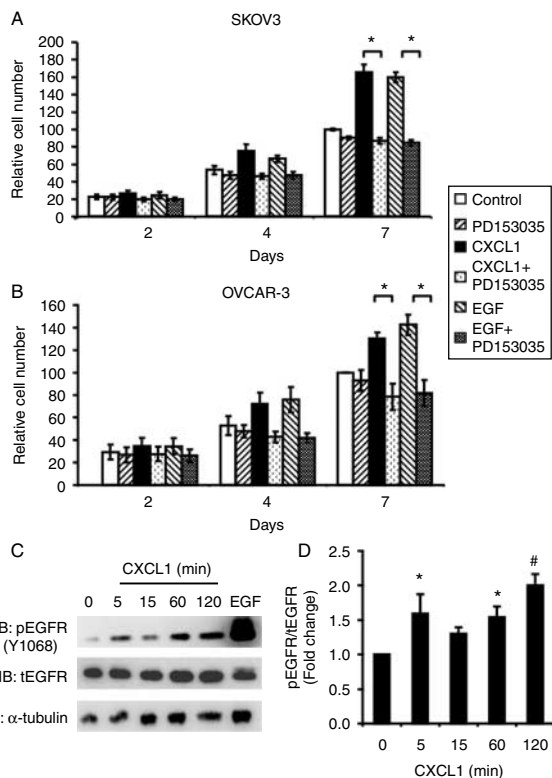 A
SKOV3
Relative cell number
200
180
160
140
120
100
80
60
40
20
0
* *
2 4 7
Days
Control
PD153035
CXCL1
CXCL1+
PD153035
EGF
EGF+
PD153035
B
OVCAR-3
Relative cell number
160
140
120
100
80
60
40
20
0
* *
2 4 7
Days
C
CXCL1 (min)
0 5 15 60 120 EGF
B: pEGFR
(Y1068)
IB: tEGFR
: α-tubulin
D
pEGFR/tEGFR
(Fold change)
2.5
2.0
1.5
1.0
0.5
0.0
* * #
0 5 15 60 120
CXCL1 (min)